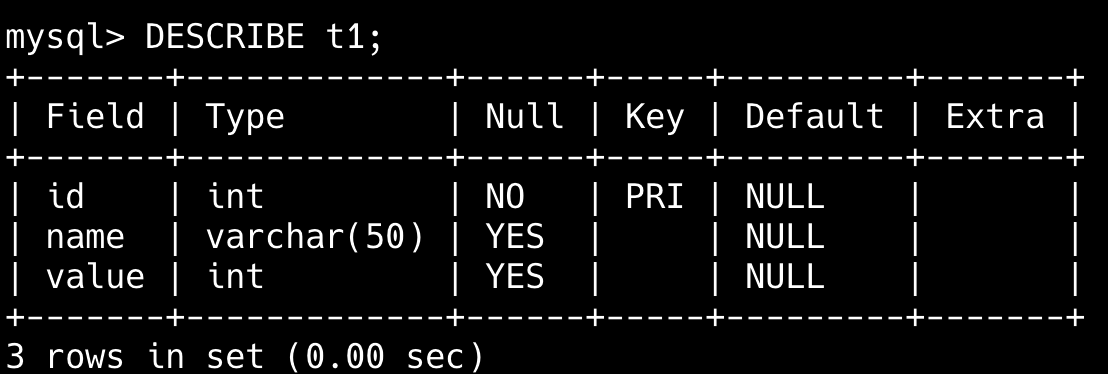 mysql> DESCRIBE t1;
+-------+-------------+------+-----+---------+-------+
| Field | Type        | Null | Key | Default | Extra |
+-------+-------------+------+-----+---------+-------+
| id    | int         | NO   | PRI | NULL    |       |
| name  | varchar(50) | YES  |     | NULL    |       |
| value | int         | YES  |     | NULL    |       |
+-------+-------------+------+-----+---------+-------+
3 rows in set (0.00 sec)